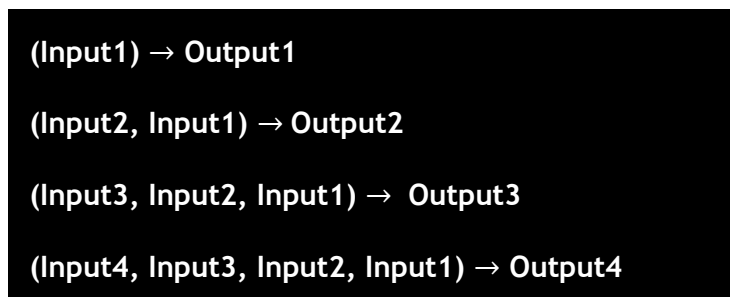 (Input1) → Output1
(Input2, Input1) → Output2
(Input3, Input2, Input1) → Output3
(Input4, Input3, Input2, Input1) → Output4